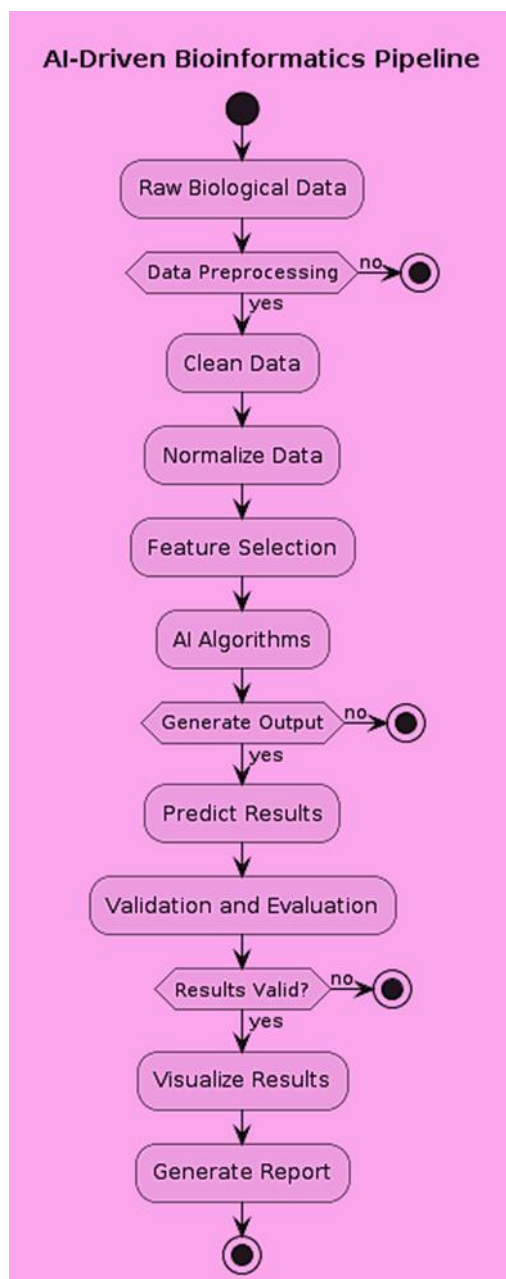 AI-Driven Bioinformatics Pipeline
Raw Biological Data
Data Preprocessing
no
yes
Clean Data
Normalize Data
Feature Selection
AI Algorithms
Generate Output
no
yes
Predict Results
Validation and Evaluation
Results Valid?
no
yes
Visualize Results
Generate Report